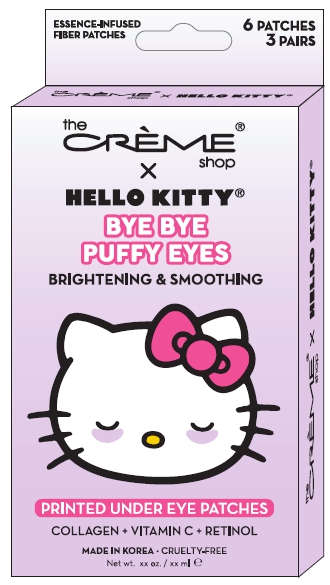 ESSENCE-INFUSED
FIBER PATCHES
6 PATCHES
3 PAIRS
the CRÈME shop x HELLO KITTY®
the
CRÈME®
shop
X
HELLO KITTY®
BYE BYE
PUFFY EYES
BRIGHTENING & SMOOTHING
PRINTED UNDER EYE PATCHES
COLLAGEN + VITAMIN C + RETINOL
MADE IN KOREA • CRUELTY-FREE
Net wt. xx oz. / xx ml ℮
the CRÈME® shop X HELLO KITTY®